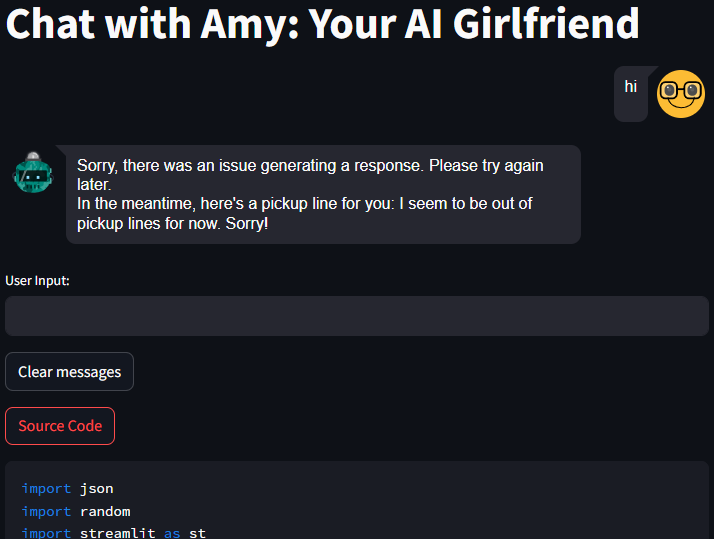 Chat with Amy: Your AI Girlfriend
hi
Sorry, there was an issue generating a response. Please try again
later.
In the meantime, here's a pickup line for you: I seem to be out of
pickup lines for now. Sorry!
User Input:
Clear messages
Source Code
import json
import random
import streamlit as st